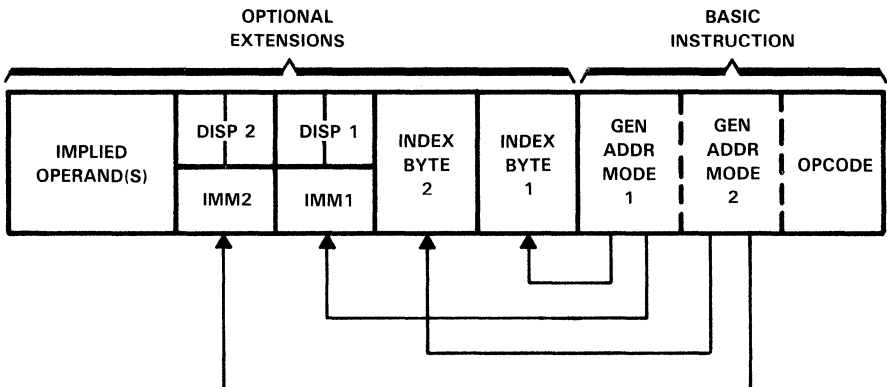 OPTIONAL
EXTENSIONS
BASIC
INSTRUCTION
IMPLIED
OPERAND(S)
DISP 2
IMM2
DISP 1
IMM1
INDEX
BYTE
2
INDEX
BYTE
1
GEN
ADDR
MODE
1
GEN
ADDR
MODE
2
OPCODE